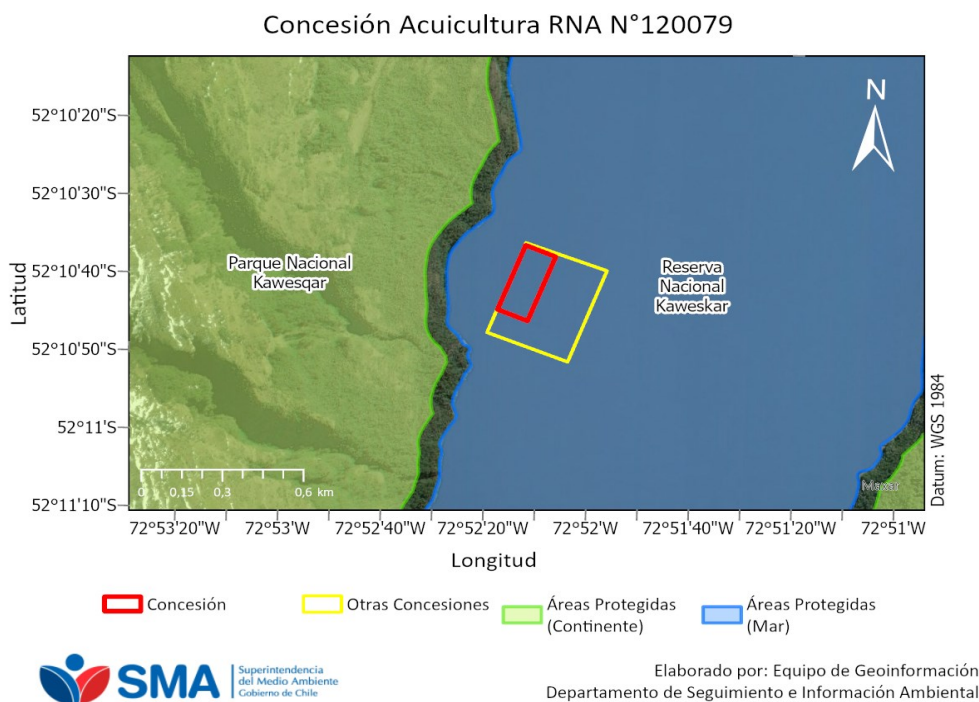 Concesión Acuicultura RNA N°120079
N
52°10'20"S
52°10'30"S
52°10'40"S
52°10'50"S
52°11'S
52°11'10"S
Latitud
Parque Nacional
Kawesqar
Reserva
Nacional
Kaweskar
0 0,15 0,3 0,6 km
Maxar
Datum: WGS 1984
72°53'20"W 72°53'W 72°52'40"W 72°52'20"W 72°52'W 72°51'40"W 72°51'20"W 72°51'W
Longitud
Concesión
Otras Concesiones
Áreas Protegidas
(Continente)
Áreas Protegidas
(Mar)
SMA
Superintendencia
del Medio Ambiente
Gobierno de Chile
Elaborado por: Equipo de Geoinformación
Departamento de Seguimiento e Información Ambiental